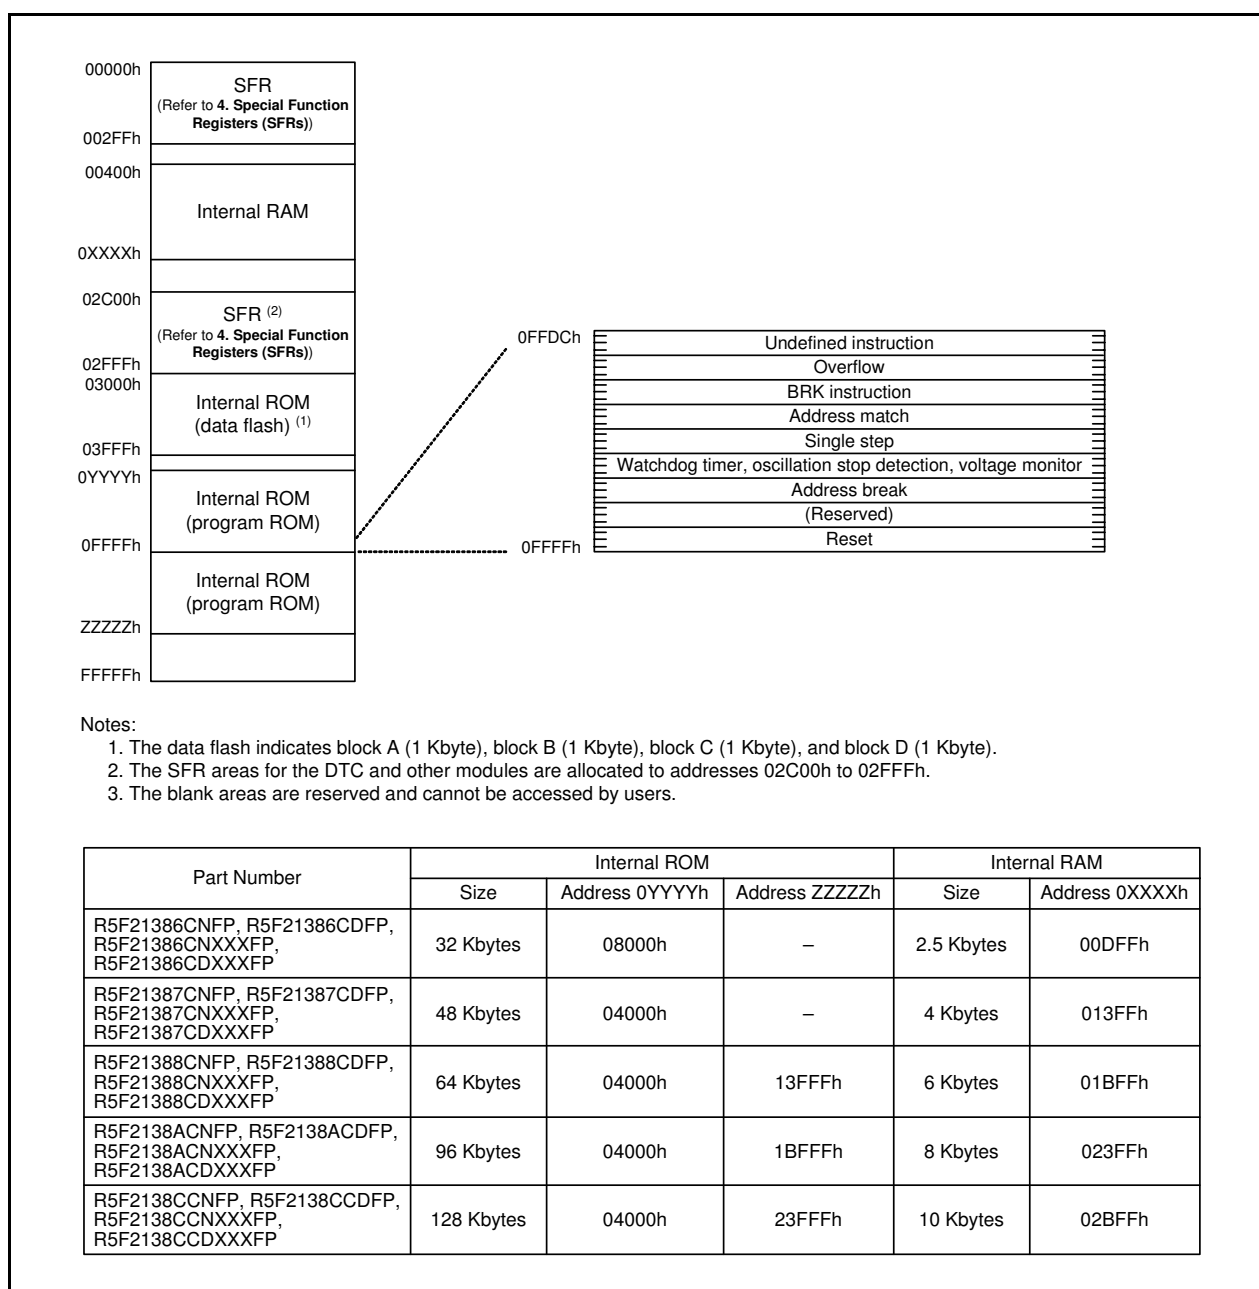 00000h
SFR
(Refer to 4. Special Function
Registers (SFRs))
002FFh
00400h
Internal RAM
0XXXXh
02C00h
SFR (2)
(Refer to 4. Special Function
Registers (SFRs))
02FFFh
03000h
Internal ROM
(data flash) (1)
03FFFh
0YYYYh
Internal ROM
(program ROM)
0FFFFh
Internal ROM
(program ROM)
ZZZZZh
FFFFFh
0FFDCh
Undefined instruction
Overflow
BRK instruction
Address match
Single step
Watchdog timer, oscillation stop detection, voltage monitor
Address break
(Reserved)
0FFFFh
Reset
Notes:
1. The data flash indicates block A (1 Kbyte), block B (1 Kbyte), block C (1 Kbyte), and block D (1 Kbyte).
2. The SFR areas for the DTC and other modules are allocated to addresses 02C00h to 02FFFh.
3. The blank areas are reserved and cannot be accessed by users.
Part Number Internal ROM Internal RAM
Size Address 0YYYYh Address ZZZZZh Size Address 0XXXXh
R5F21386CNFP, R5F21386CDFP,
R5F21386CNXXXFP,
R5F21386CDXXXFP
32 Kbytes 08000h – 2.5 Kbytes 00DFFh
R5F21387CNFP, R5F21387CDFP,
R5F21387CNXXXFP,
R5F21387CDXXXFP
48 Kbytes 04000h – 4 Kbytes 013FFh
R5F21388CNFP, R5F21388CDFP,
R5F21388CNXXXFP,
R5F21388CDXXXFP
64 Kbytes 04000h 13FFFh 6 Kbytes 01BFFh
R5F2138ACNFP, R5F2138ACDFP,
R5F2138ACNXXXFP,
R5F2138ACDXXXFP
96 Kbytes 04000h 1BFFFh 8 Kbytes 023FFh
R5F2138CCNFP, R5F2138CCDFP,
R5F2138CCNXXXFP,
R5F2138CCDXXXFP
128 Kbytes 04000h 23FFFh 10 Kbytes 02BFFh